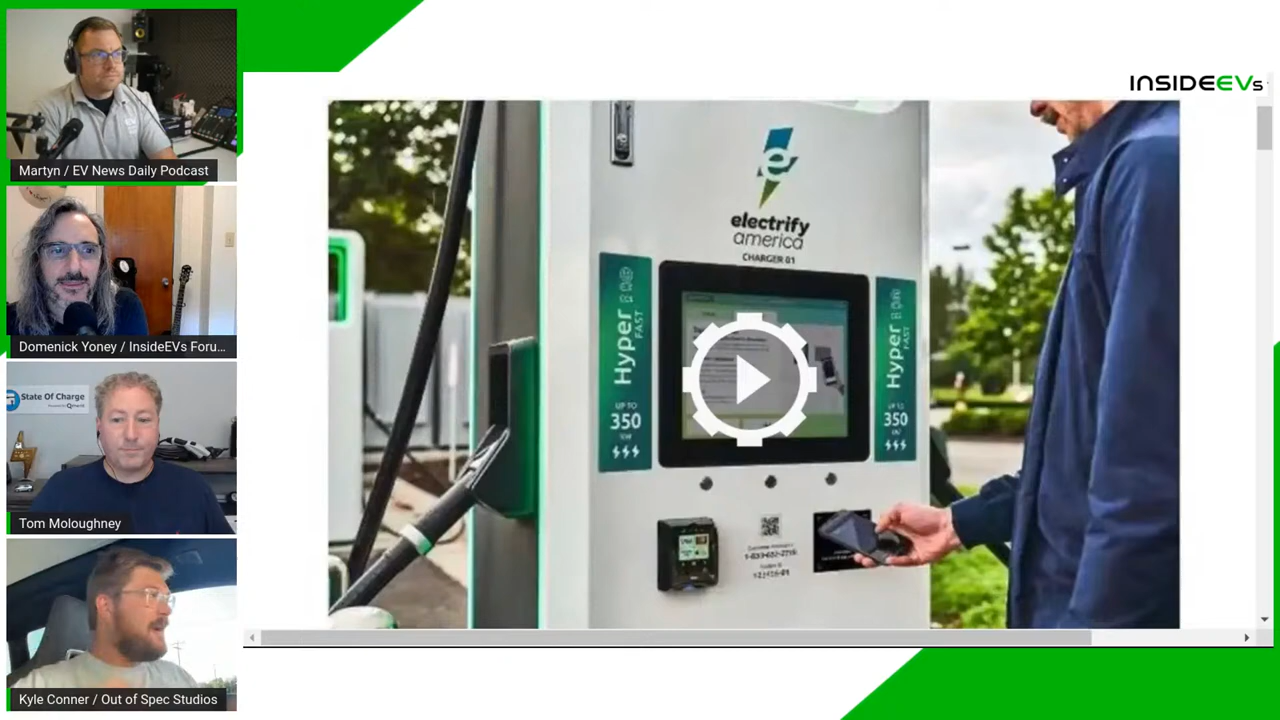 Martyn / EV News Daily Podcast
Domenick Yoney / InsideEVs Foru...
State Of Charge
Tom Moloughney
Kyle Conner / Out of Spec Studios
INSIDEEVs
electrify
america
CHARGER 01
Hyper
FAST
UP TO
350
kW
Hyper
FAST
UP TO
350
kW